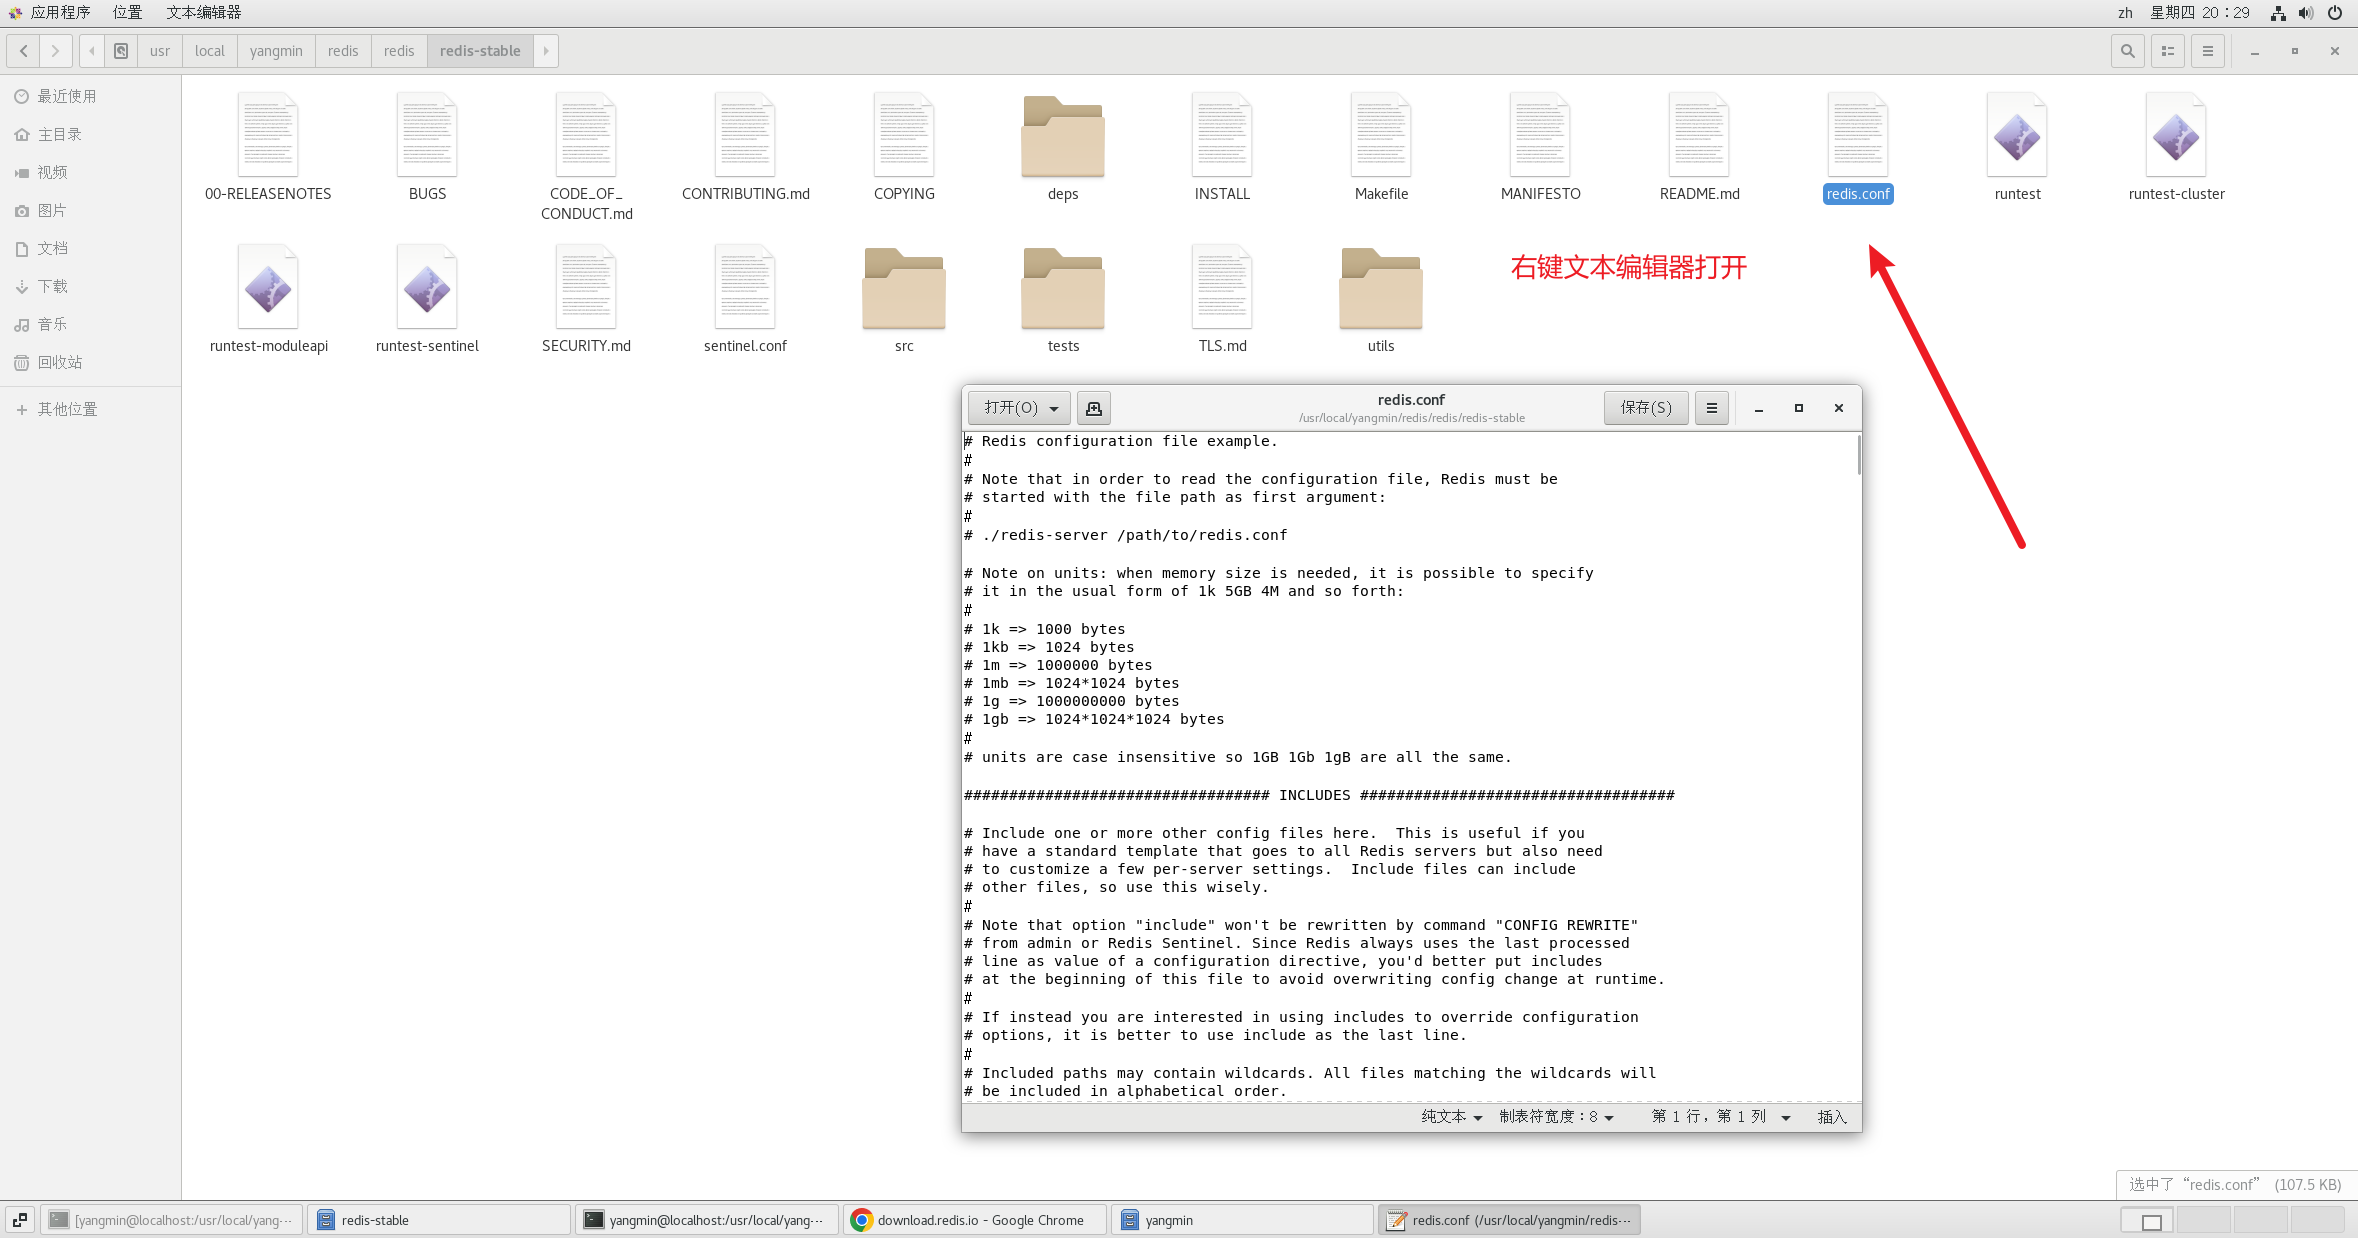 应用程序 位置 文本编辑器 zh 星期四 20：29
usr local yangmin redis redis redis-stable
最近使用
主目录
视频
图片
文档
下载
音乐
回收站
其他位置
00-RELEASENOTES BUGS CODE_OF_ CONTRIBUTING.md COPYING deps INSTALL Makefile MANIFESTO README.md redis.conf runtest runtest-cluster
CONDUCT.md
右键文本编辑器打开
runtest-moduleapi runtest-sentinel SECURITY.md sentinel.conf src tests TLS.md utils
打开(O) redis.conf 保存(S)
/usr/local/yangmin/redis/redis/redis-stable
# Redis configuration file example.
#
# Note that in order to read the configuration file, Redis must be
# started with the file path as first argument:
#
# ./redis-server /path/to/redis.conf
# Note on units: when memory size is needed, it is possible to specify
# it in the usual form of 1k 5GB 4M and so forth:
#
# 1k => 1000 bytes
# 1kb => 1024 bytes
# 1m => 1000000 bytes
# 1mb => 1024*1024 bytes
# 1g => 1000000000 bytes
# 1gb => 1024*1024*1024 bytes
#
# units are case insensitive so 1GB 1Gb 1gB are all the same.
################################## INCLUDES ###################################
# Include one or more other config files here.  This is useful if you
# have a standard template that goes to all Redis servers but also need
# to customize a few per-server settings.  Include files can include
# other files, so use this wisely.
#
# Note that option "include" won't be rewritten by command "CONFIG REWRITE"
# from admin or Redis Sentinel. Since Redis always uses the last processed
# line as value of a configuration directive, you'd better put includes
# at the beginning of this file to avoid overwriting config change at runtime.
#
# If instead you are interested in using includes to override configuration
# options, it is better to use include as the last line.
#
# Included paths may contain wildcards. All files matching the wildcards will
# be included in alphabetical order.
纯文本 制表符宽度：8 第 1 行，第 1 列 插入
选中了“redis.conf” (107.5 KB)
[yangmin@localhost:/usr/local/yang··· redis-stable yangmin@localhost:/usr/local/yang··· download.redis.io - Google Chrome yangmin redis.conf (/usr/local/yangmin/redis···